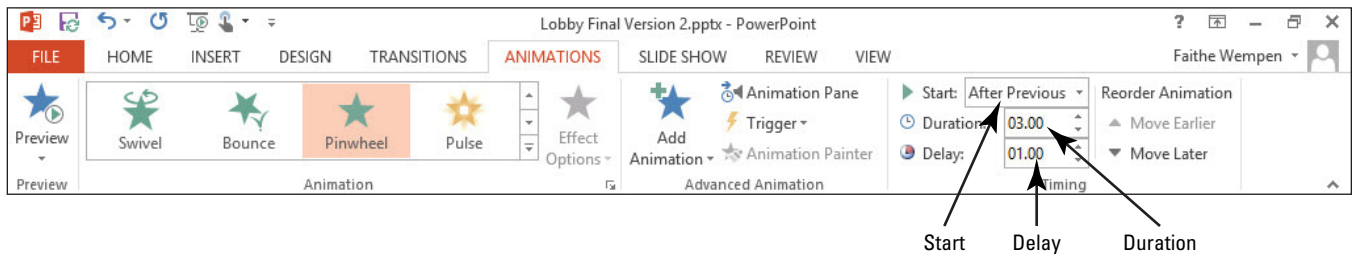 Lobby Final Version 2.pptx - PowerPoint ?
FILE HOME INSERT DESIGN TRANSITIONS ANIMATIONS SLIDE SHOW REVIEW VIEW Faithe Wempen
Preview
Swivel Bounce Pinwheel Pulse
Effect Options
Add Animation
Animation Pane
Trigger
Animation Painter
Start: After Previous
Duration: 03.00
Delay: 01.00
Reorder Animation
Move Earlier
Move Later
Preview Animation Advanced Animation Timing
Start Delay Duration